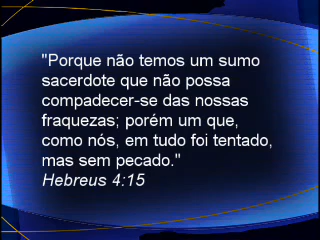 "Porque não temos um sumo
sacerdote que não possa
compadecer-se das nossas
fraquezas; porém um que,
como nós, em tudo foi tentado,
mas sem pecado."
Hebreus 4:15